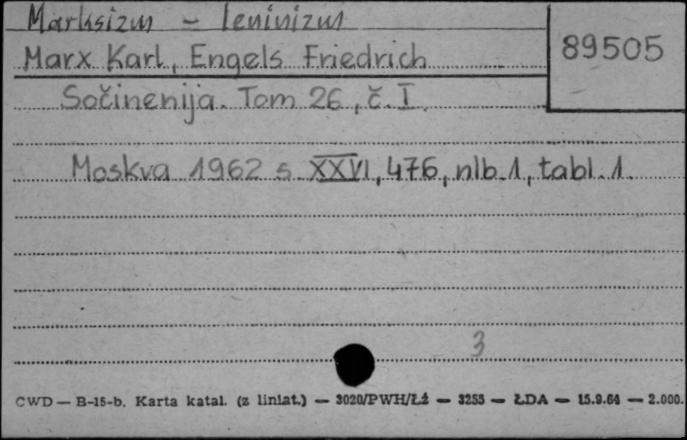 Marksizm - leninizm
Marx Karl, Engels Friedrich
89505
Sočinenija. Tom 26, č. I.
Moskva 1962 s. XXVI, 476, nlb. 1, tabl. 1.
3
CWD — B-15-b. Karta katal. (z liniat.) — 3020/PWH/Łź — 3255 — ŁDA — 15.9.64 — 2.000.